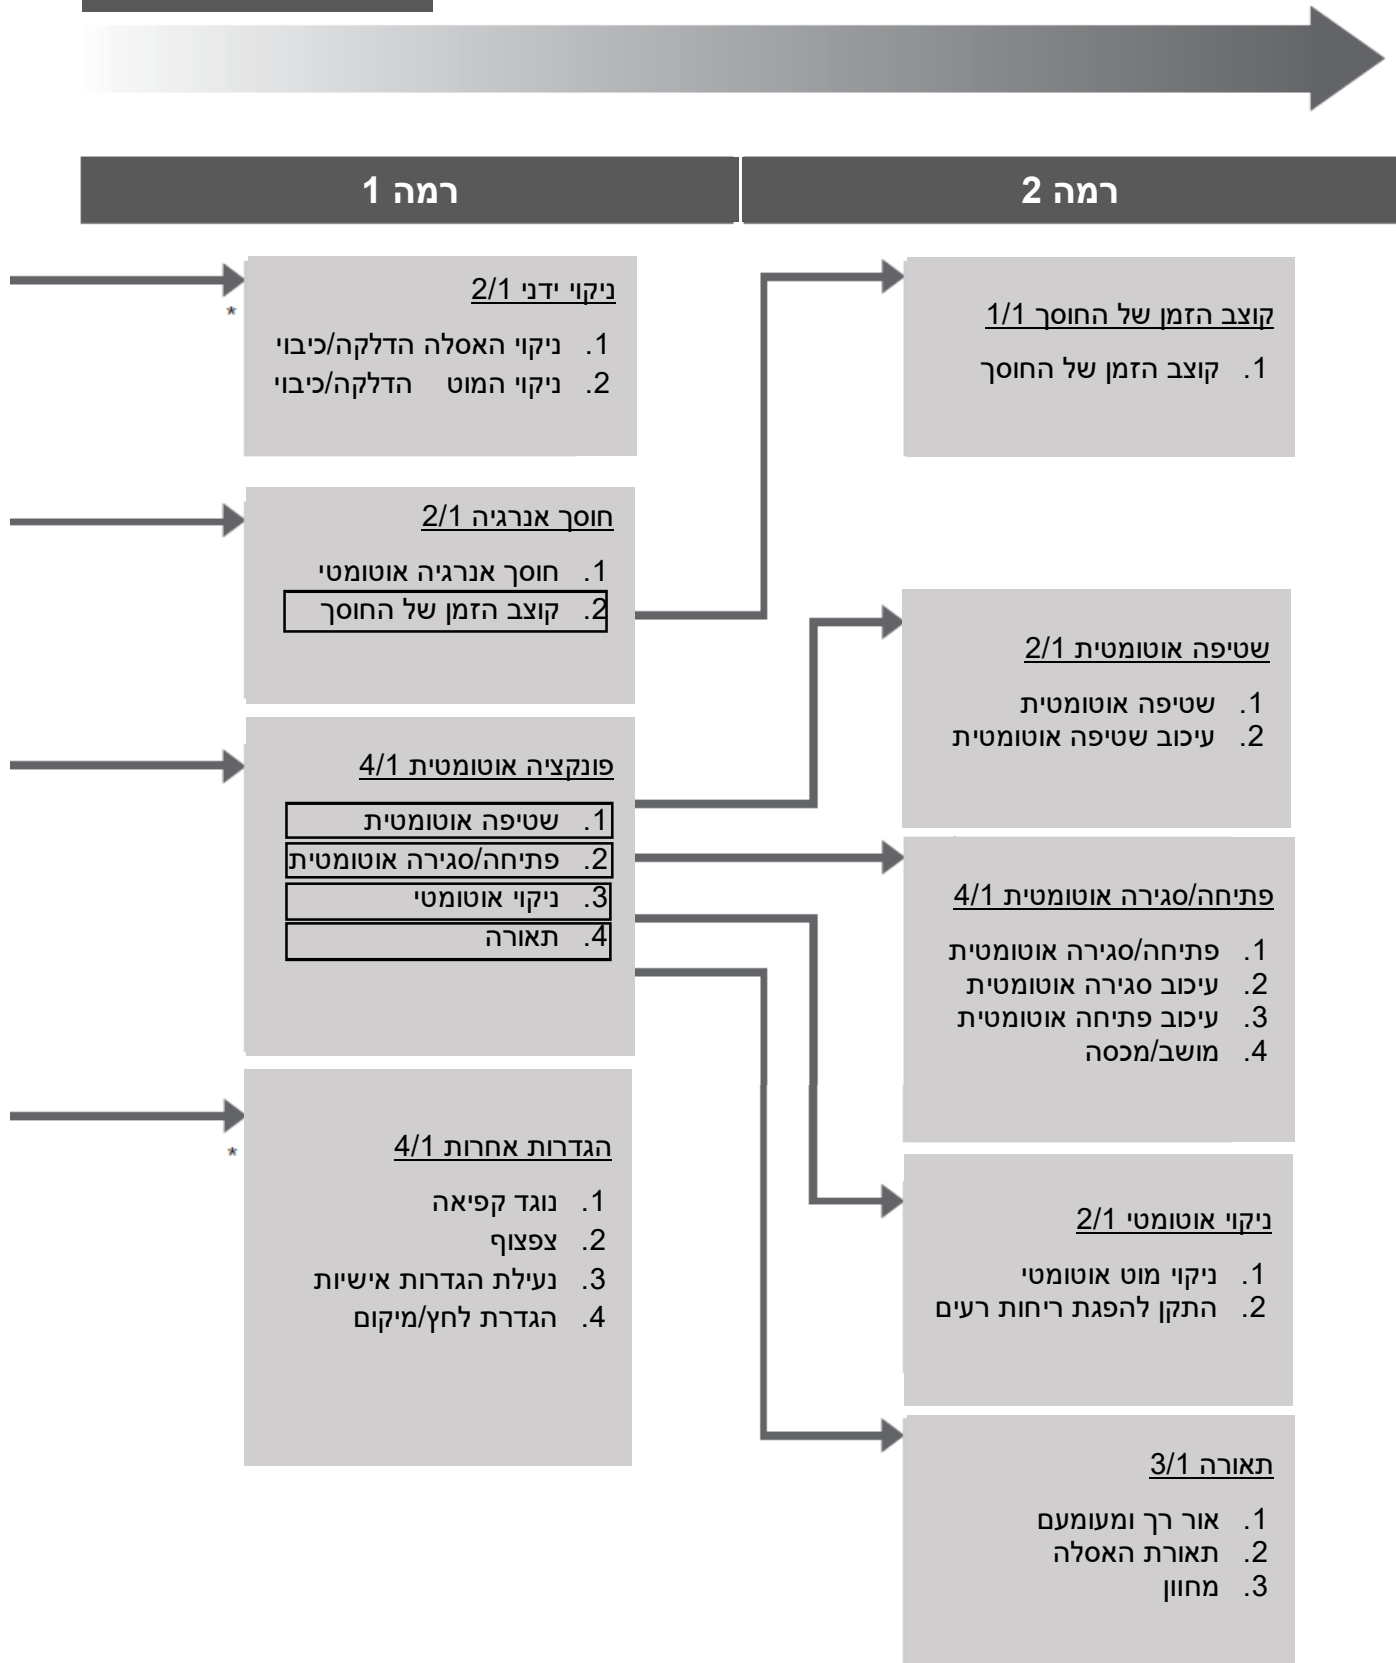 רמה 1
רמה 2
*
ניקוי ידני 2/1
1. ניקוי האסלה הדלקה/כיבוי
2. ניקוי המוט הדלקה/כיבוי
חוסך אנרגיה 2/1
1. חוסך אנרגיה אוטומטי
2. קוצב הזמן של החוסך
פונקציה אוטומטית 4/1
1. שטיפה אוטומטית
2. פתיחה/סגירה אוטומטית
3. ניקוי אוטומטי
4. תאורה
*
הגדרות אחרות 4/1
1. נוגד קפיאה
2. צפצוף
3. נעילת הגדרות אישיות
4. הגדרת לחץ/מיקום
קוצב הזמן של החוסך 1/1
1. קוצב הזמן של החוסך
שטיפה אוטומטית 2/1
1. שטיפה אוטומטית
2. עיכוב שטיפה אוטומטית
פתיחה/סגירה אוטומטית 4/1
1. פתיחה/סגירה אוטומטית
2. עיכוב סגירה אוטומטית
3. עיכוב פתיחה אוטומטית
4. מושב/מכסה
ניקוי אוטומטי 2/1
1. ניקוי מוט אוטומטי
2. התקן להפגת ריחות רעים
תאורה 3/1
1. אור רך ומעומעם
2. תאורת האסלה
3. מחוון